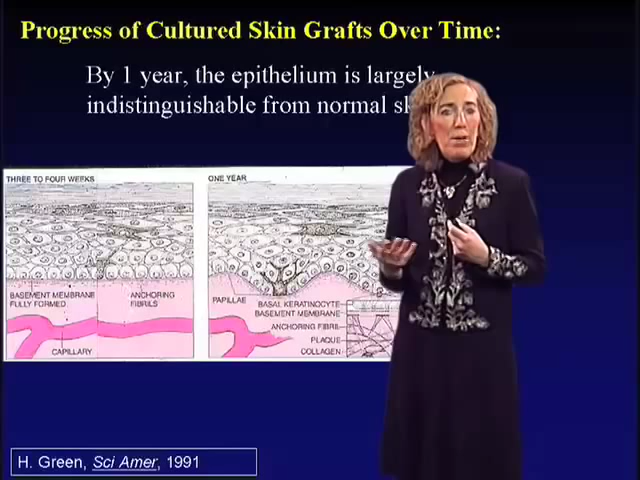 Progress of Cultured Skin Grafts Over Time:
By 1 year, the epithelium is largely
indistinguishable from normal
THREE TO FOUR WEEKS
ONE YEAR
BASEMENT MEMBRANE
FULLY FORMED
ANCHORING
FIBRILS
CAPILLARY
PAPILLAE
BASAL KERATINOCYTE
BASEMENT MEMBRANE
ANCHORING FIBRIL
PLAQUE
COLLAGEN
H. Green, Sci Amer, 1991